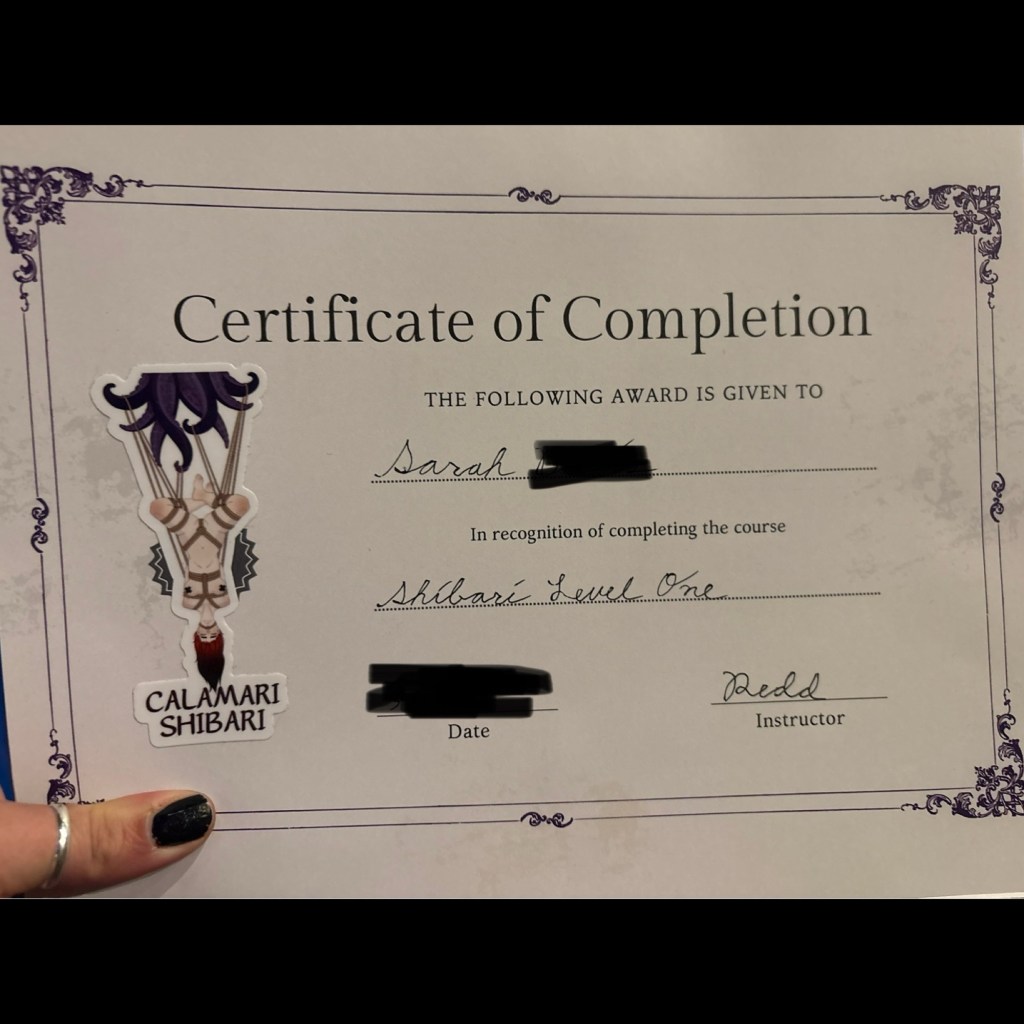 Certificate of Completion
THE FOLLOWING AWARD IS GIVEN TO
Sarah
In recognition of completing the course
Shibari Level One
CALAMARI
SHIBARI
Date
Redd
Instructor